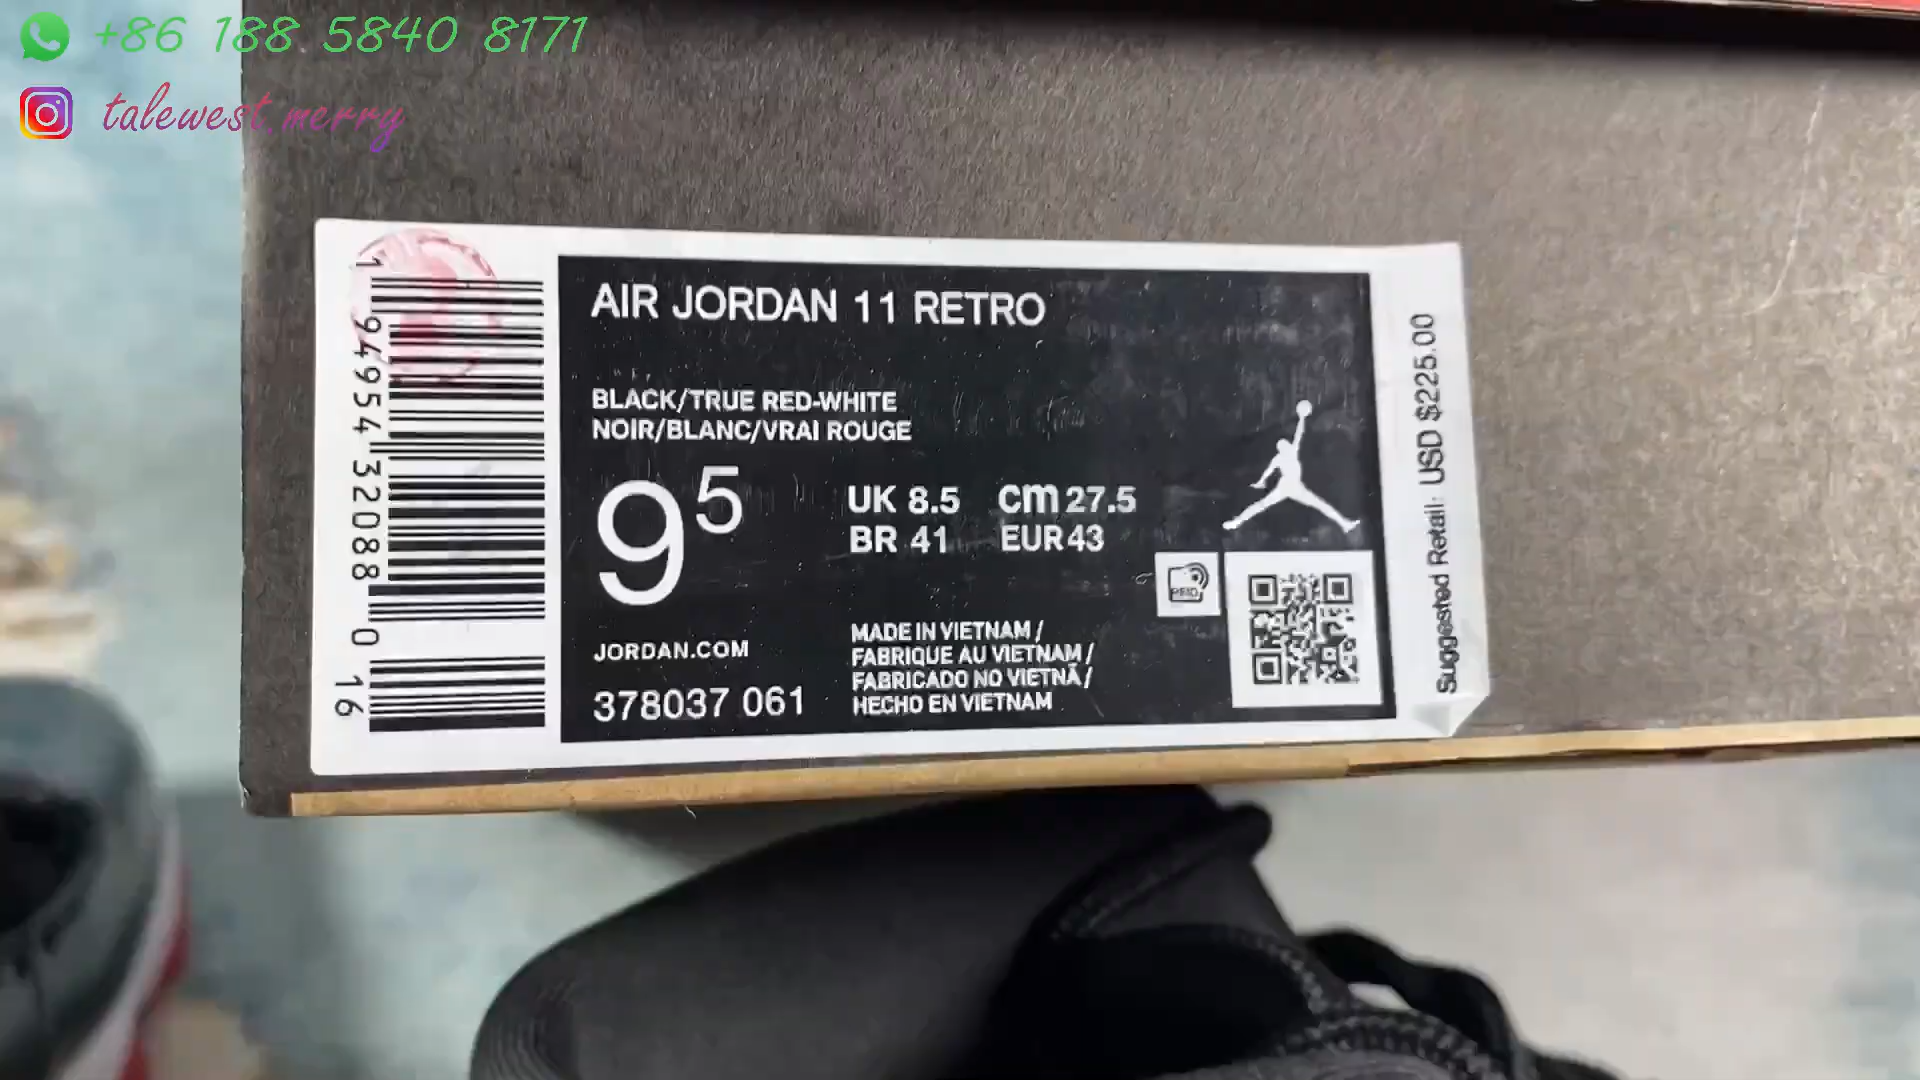 +86 188 5840 8171
talewest.merry
AIR JORDAN 11 RETRO
BLACK/TRUE RED-WHITE
NOIR/BLANC/VRAI ROUGE
9 5
UK 8.5 cm 27.5
BR 41 EUR 43
RFID
JORDAN.COM
378037 061
MADE IN VIETNAM /
FABRIQUE AU VIETNAM /
FABRICADO NO VIETNÃ /
HECHO EN VIETNAM
1 94954 32088 0 16
Suggested Retail: USD $225.00